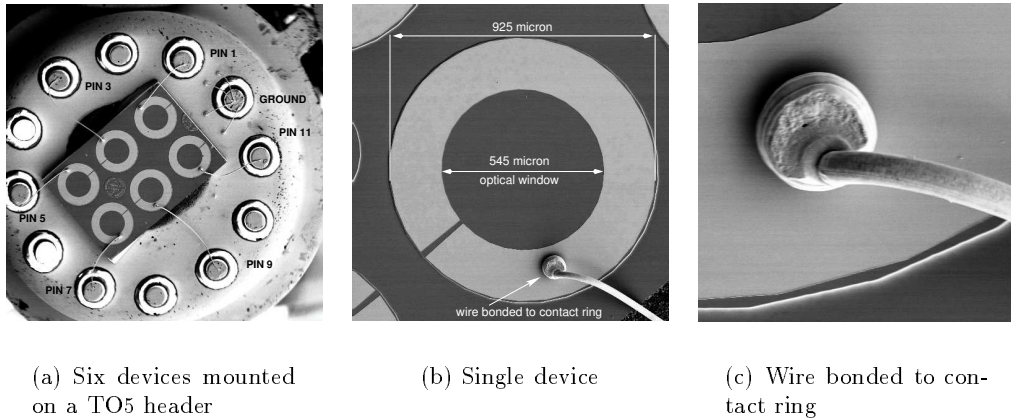 PIN 1
PIN 3
GROUND
PIN 11
PIN 5
PIN 9
PIN 7
925 micron
545 micron
optical window
wire bonded to contact ring
(a) Six devices mounted
on a TO5 header
(b) Single device
(c) Wire bonded to con-
tact ring